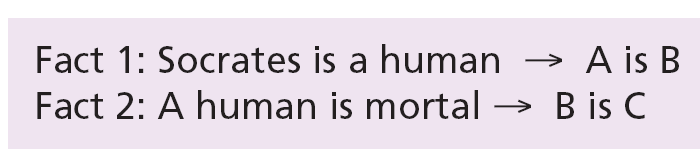 Fact 1: Socrates is a human → A is B
Fact 2: A human is mortal → B is C